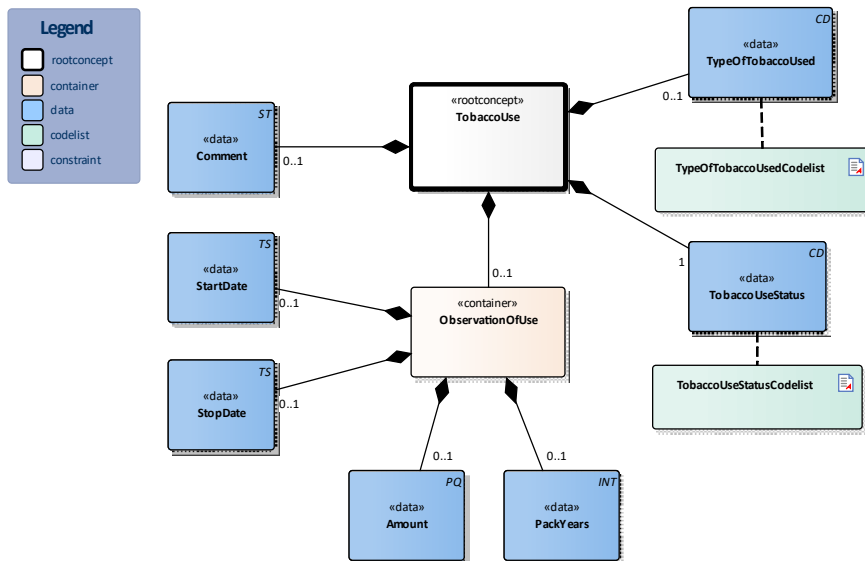 Legend
rootconcept
container
data
codelist
constraint
CD
«data»
TypeOfTobaccoUsed
0..1
«rootconcept»
TobaccoUse
ST
«data»
Comment
0..1
TypeOfTobaccoUsedCodelist
TS
«data»
StartDate
0..1
0..1
1
CD
«data»
TobaccoUseStatus
«container»
ObservationOfUse
TS
«data»
StopDate
0..1
TobaccoUseStatusCodelist
0..1
0..1
PQ
«data»
Amount
INT
«data»
PackYears